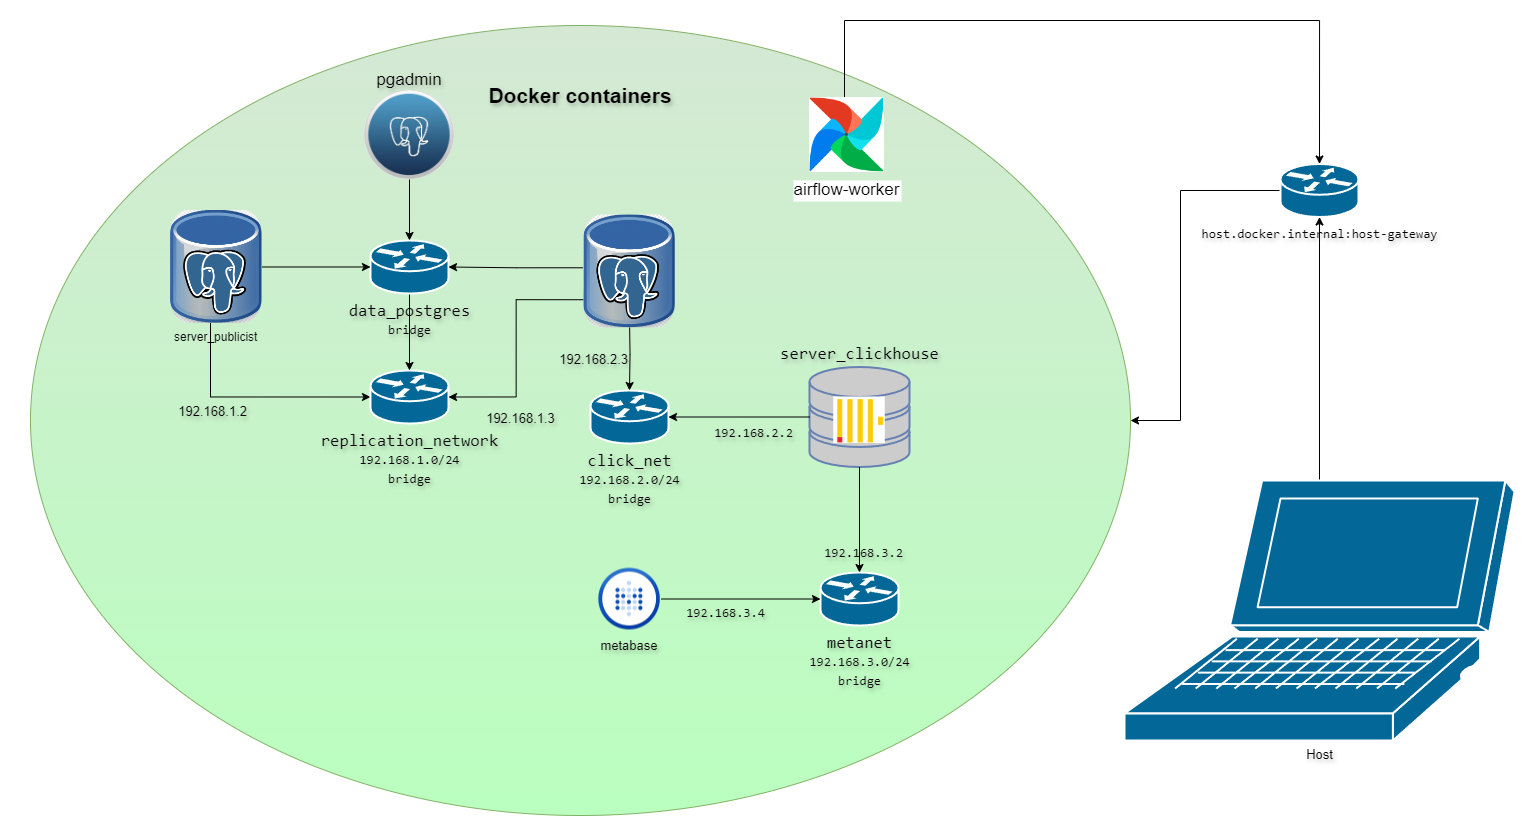 pgadmin
Docker containers
airflow-worker
host.docker.internal:host-gateway
data_postgres
bridge
server_publicist
192.168.2.3
server_clickhouse
192.168.1.2
192.168.1.3
192.168.2.2
replication_network
192.168.1.0/24
bridge
click_net
192.168.2.0/24
bridge
192.168.3.2
192.168.3.4
metabase
metanet
192.168.3.0/24
bridge
Host